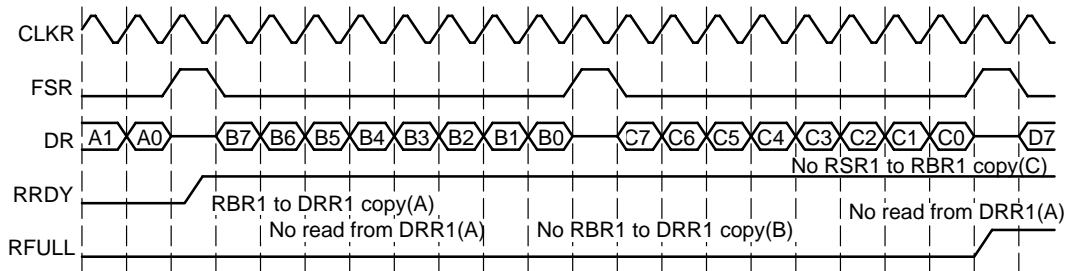 CLKR
FSR
DR A1 A0 B7 B6 B5 B4 B3 B2 B1 B0 C7 C6 C5 C4 C3 C2 C1 C0 D7
No RSR1 to RBR1 copy(C)
RRDY
RBR1 to DRR1 copy(A)
No read from DRR1(A)
No read from DRR1(A) No RBR1 to DRR1 copy(B)
RFULL